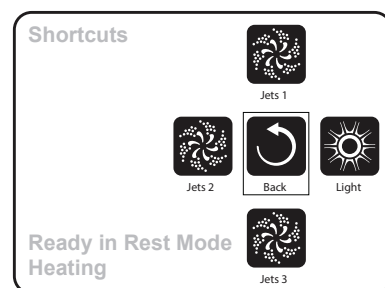 Shortcuts
Jets 1
Jets 2 Back Light
Ready in Rest Mode
Heating
Jets 3